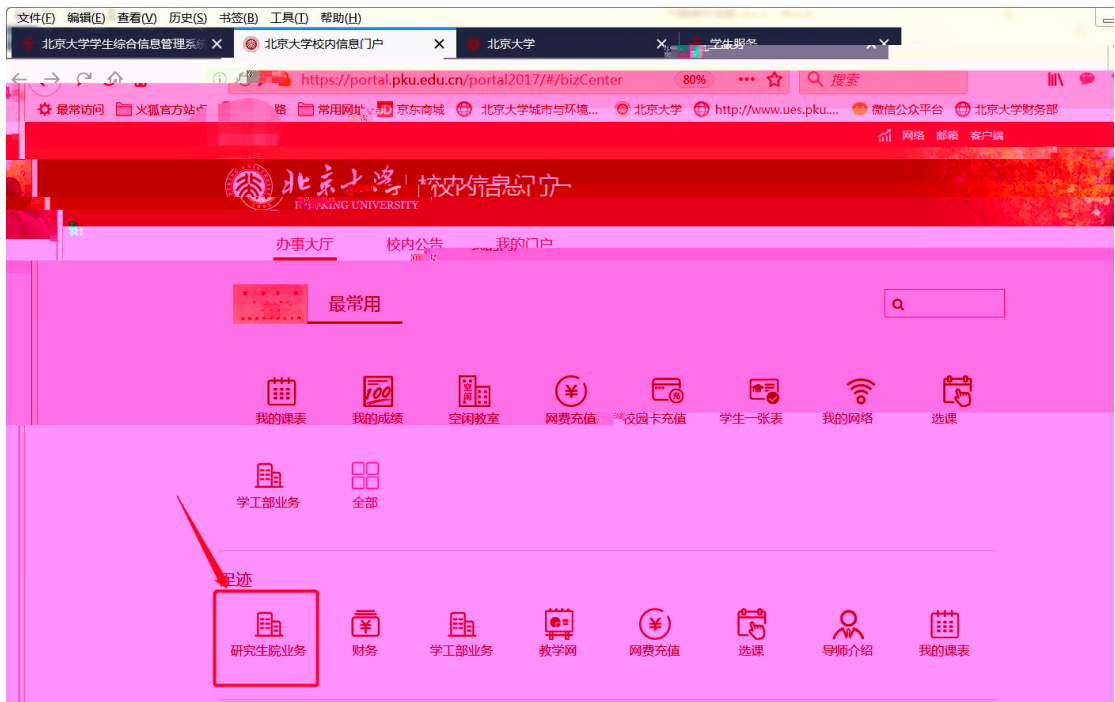 文件(F) 编辑(E) 查看(V) 历史(S) 书签(B) 工具(T) 帮助(H)
北京大学学生综合信息管理系统 北京大学校内信息门户 北京大学 学生服务
https://portal.pku.edu.cn/portal2017/#/bizCenter 80% 搜索
最常访问 火狐官方站点 常用网址 JD 京东商城 北京大学城市与环境... 北京大学 http://www.ues.pku.... 微信公众平台 北京大学财务部
网络 邮箱 客户端
北京大学 校内信息门户
PEKING UNIVERSITY
办事大厅 校内公告 我的门户
最常用
我的课表 我的成绩 空闲教室 网费充值 校园卡充值 学生一张表 我的网络 选课
学工部业务 全部
足迹
研究生院业务 财务 学工部业务 教学网 网费充值 选课 导师介绍 我的课表